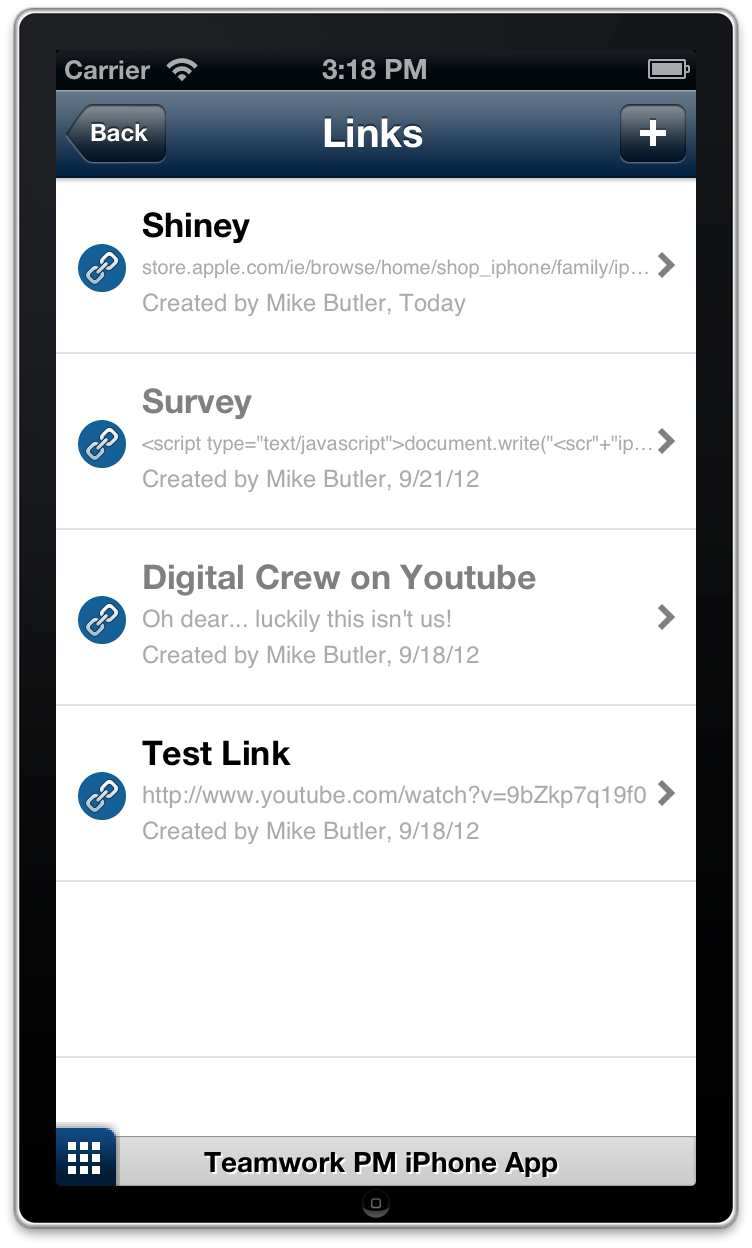 Carrier 3:18 PM
Back Links +
Shiney
store.apple.com/ie/browse/home/shop_iphone/family/ip...
Created by Mike Butler, Today
Survey
<script type="text/javascript">document.write("<scr"+"ip...
Created by Mike Butler, 9/21/12
Digital Crew on Youtube
Oh dear... luckily this isn't us!
Created by Mike Butler, 9/18/12
Test Link
http://www.youtube.com/watch?v=9bZkp7q19f0
Created by Mike Butler, 9/18/12
Teamwork PM iPhone App